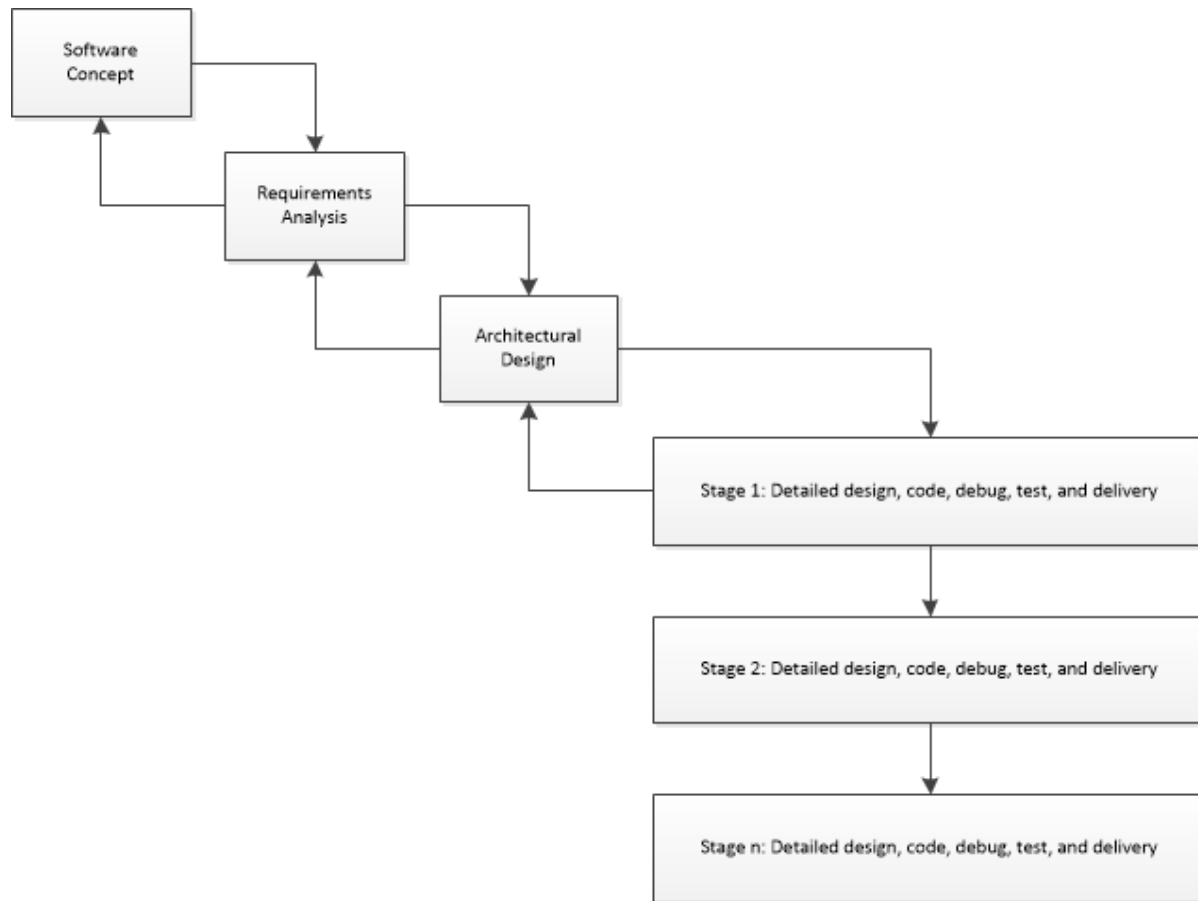 Software
Concept
Requirements
Analysis
Architectural
Design
Stage 1: Detailed design, code, debug, test, and delivery
Stage 2: Detailed design, code, debug, test, and delivery
Stage n: Detailed design, code, debug, test, and delivery